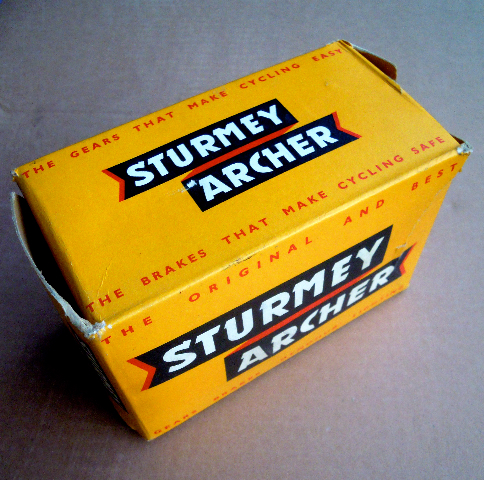 THE GEARS THAT MAKE CYCLING EASY
STURMEY
ARCHER
THE BRAKES THAT MAKE CYCLING SAFE
THE ORIGINAL AND BEST
STURMEY
ARCHER
GEARS